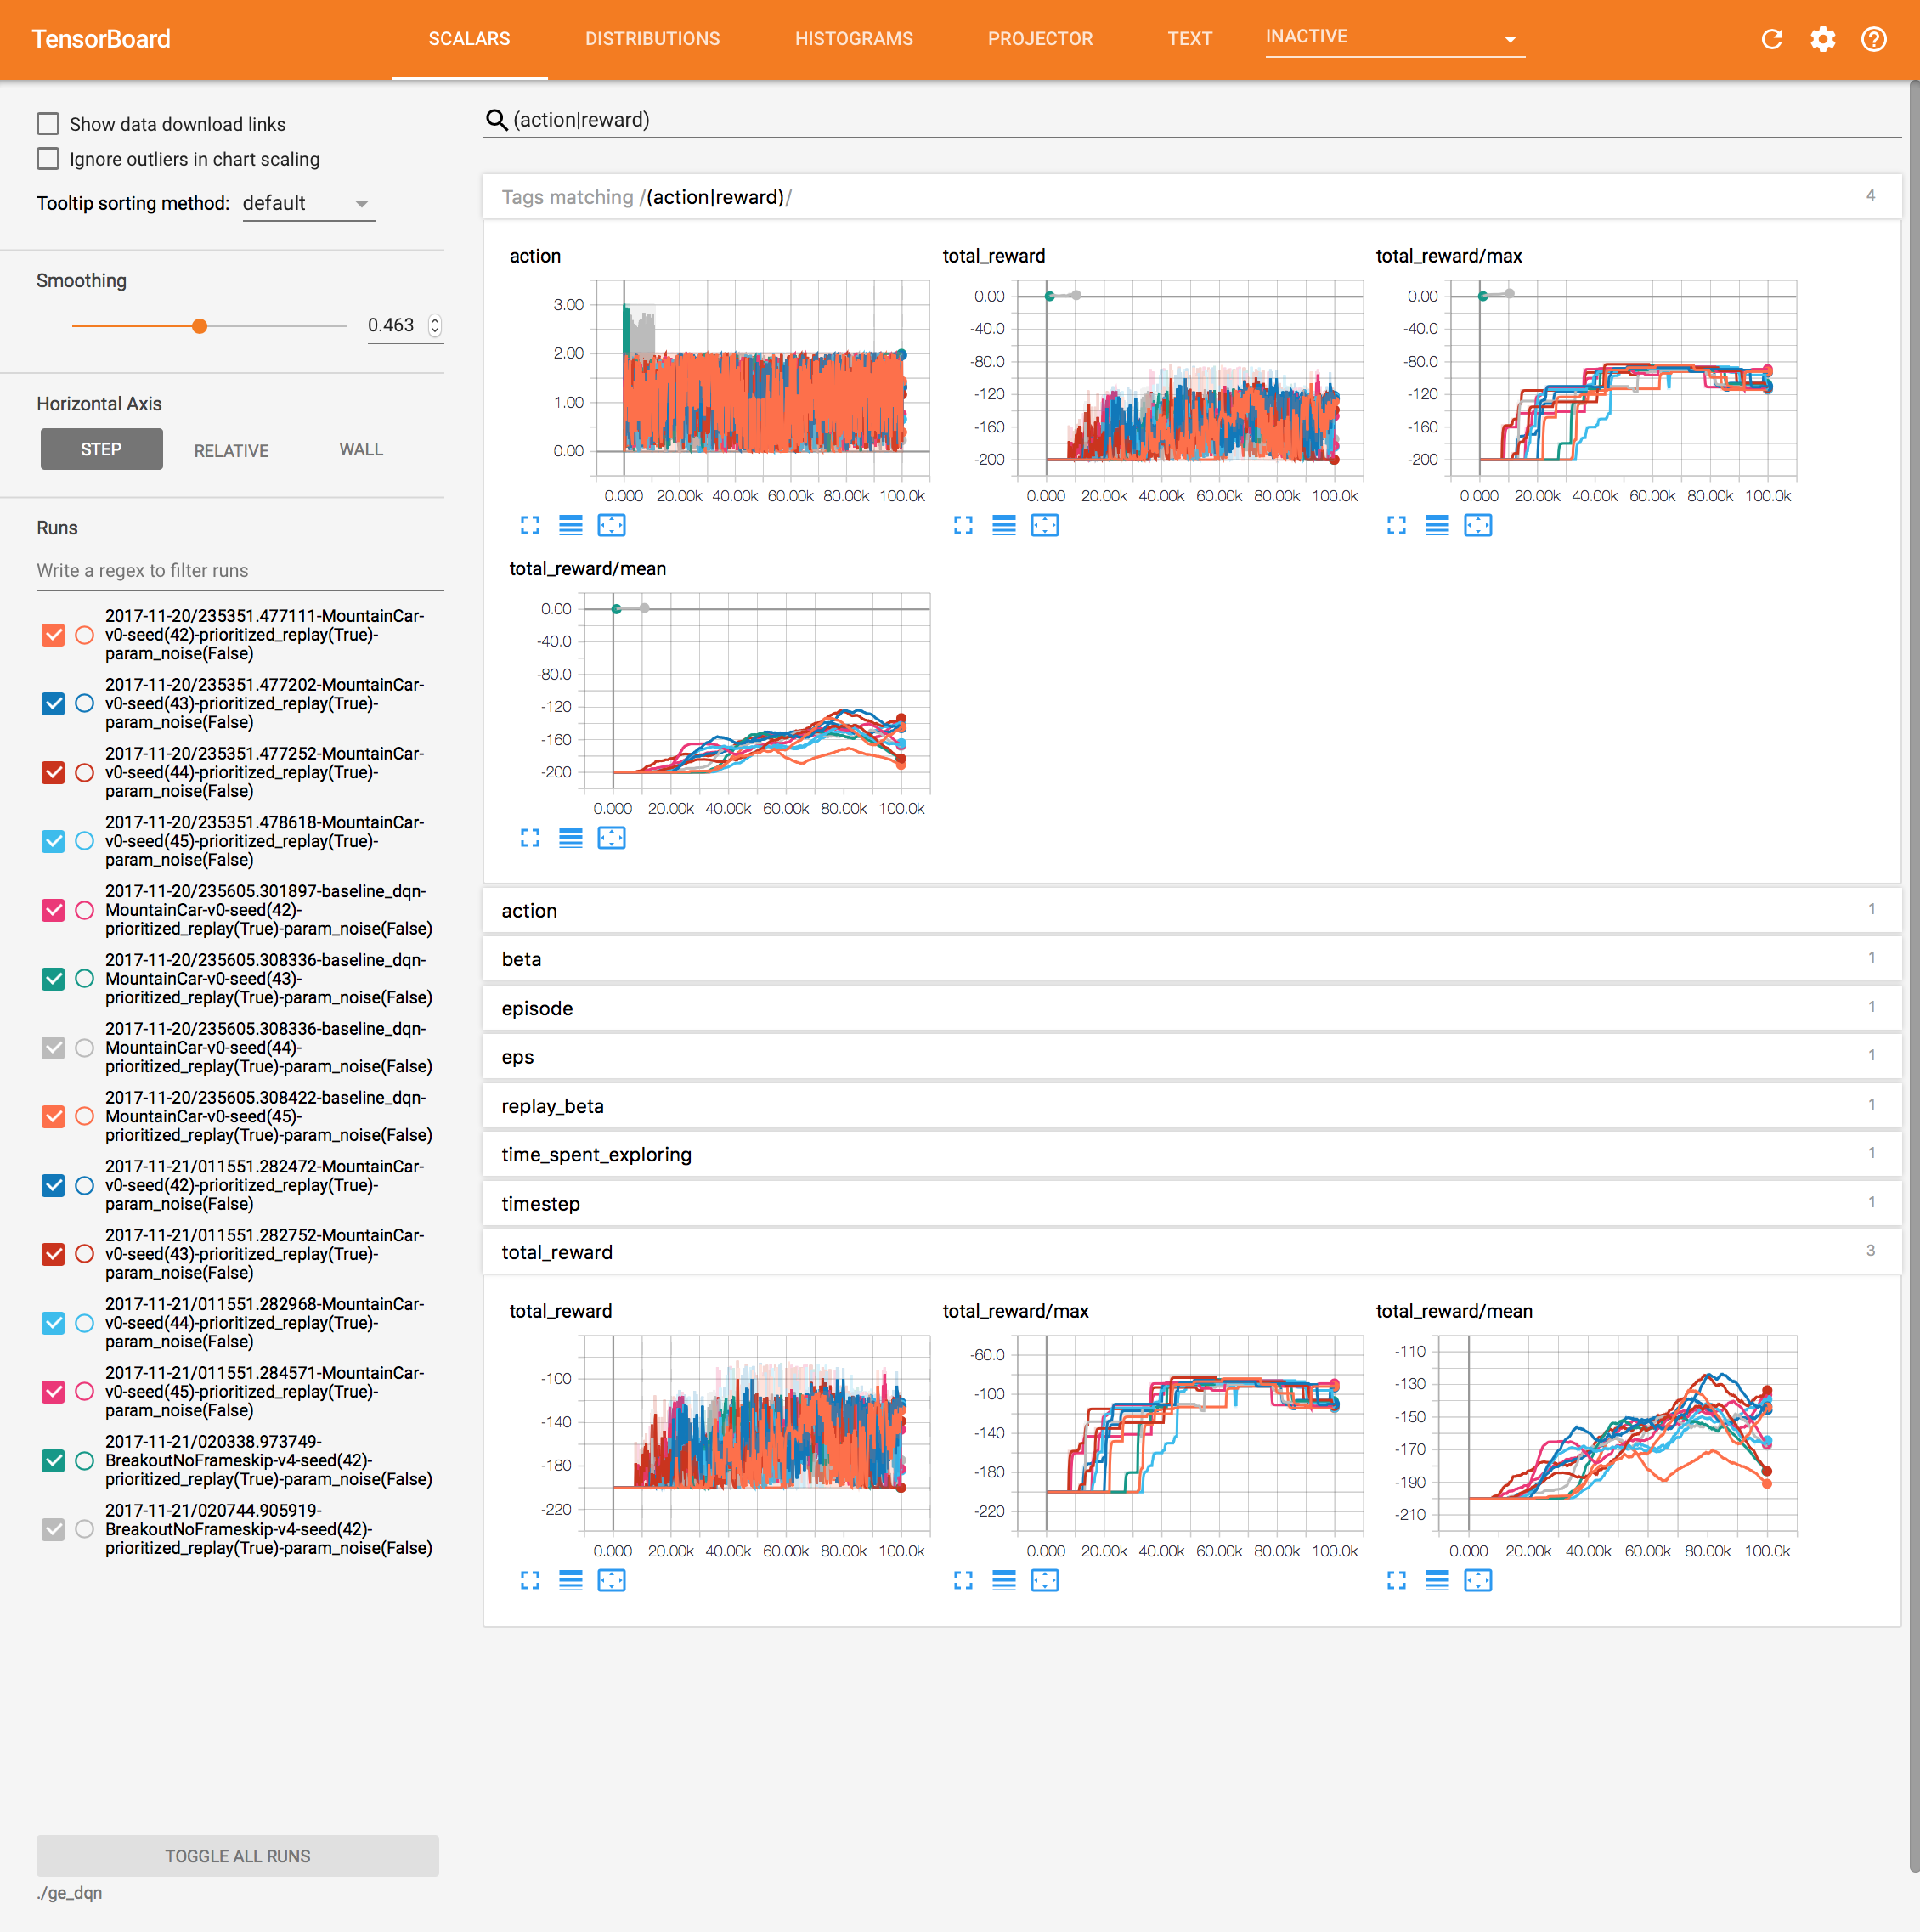 TensorBoard
SCALARS
DISTRIBUTIONS
HISTOGRAMS
PROJECTOR
TEXT
INACTIVE
Show data download links
Ignore outliers in chart scaling
Tooltip sorting method: default
Smoothing
0.463
Horizontal Axis
STEP
RELATIVE
WALL
Runs
Write a regex to filter runs
2017-11-20/235351.477111-MountainCar-
v0-seed(42)-prioritized_replay(True)-
param_noise(False)
2017-11-20/235351.477202-MountainCar-
v0-seed(43)-prioritized_replay(True)-
param_noise(False)
2017-11-20/235351.477252-MountainCar-
v0-seed(44)-prioritized_replay(True)-
param_noise(False)
2017-11-20/235351.478618-MountainCar-
v0-seed(45)-prioritized_replay(True)-
param_noise(False)
2017-11-20/235605.301897-baseline_dqn-
MountainCar-v0-seed(42)-
prioritized_replay(True)-param_noise(False)
2017-11-20/235605.308336-baseline_dqn-
MountainCar-v0-seed(43)-
prioritized_replay(True)-param_noise(False)
2017-11-20/235605.308336-baseline_dqn-
MountainCar-v0-seed(44)-
prioritized_replay(True)-param_noise(False)
2017-11-20/235605.308422-baseline_dqn-
MountainCar-v0-seed(45)-
prioritized_replay(True)-param_noise(False)
2017-11-21/011551.282472-MountainCar-
v0-seed(42)-prioritized_replay(True)-
param_noise(False)
2017-11-21/011551.282752-MountainCar-
v0-seed(43)-prioritized_replay(True)-
param_noise(False)
2017-11-21/011551.282968-MountainCar-
v0-seed(44)-prioritized_replay(True)-
param_noise(False)
2017-11-21/011551.284571-MountainCar-
v0-seed(45)-prioritized_replay(True)-
param_noise(False)
2017-11-21/020338.973749-
BreakoutNoFrameskip-v4-seed(42)-
prioritized_replay(True)-param_noise(False)
2017-11-21/020744.905919-
BreakoutNoFrameskip-v4-seed(42)-
prioritized_replay(True)-param_noise(False)
TOGGLE ALL RUNS
./ge_dqn
(action|reward)
Tags matching /(action|reward)/ 4
action
3.00
2.00
1.00
0.00
0.000 20.00k 40.00k 60.00k 80.00k 100.0k
total_reward
0.00
-40.0
-80.0
-120
-160
-200
0.000 20.00k 40.00k 60.00k 80.00k 100.0k
total_reward/max
0.00
-40.0
-80.0
-120
-160
-200
0.000 20.00k 40.00k 60.00k 80.00k 100.0k
total_reward/mean
0.00
-40.0
-80.0
-120
-160
-200
0.000 20.00k 40.00k 60.00k 80.00k 100.0k
action 1
beta 1
episode 1
eps 1
replay_beta 1
time_spent_exploring 1
timestep 1
total_reward 3
total_reward
-100
-140
-180
-220
0.000 20.00k 40.00k 60.00k 80.00k 100.0k
total_reward/max
-60.0
-100
-140
-180
-220
0.000 20.00k 40.00k 60.00k 80.00k 100.0k
total_reward/mean
-110
-130
-150
-170
-190
-210
0.000 20.00k 40.00k 60.00k 80.00k 100.0k